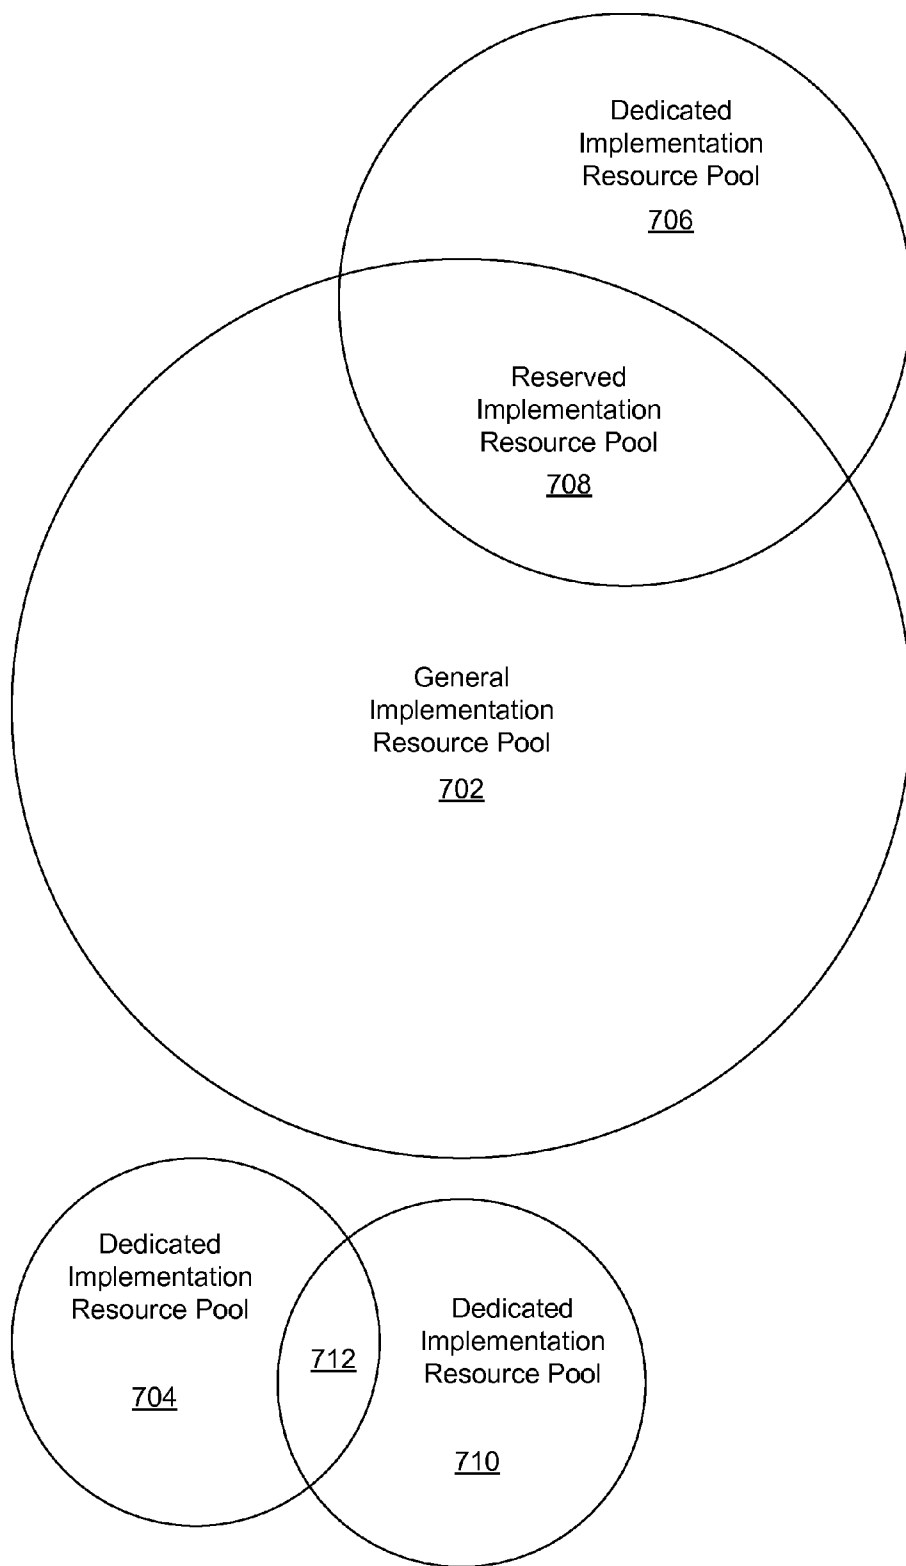 Dedicated
Implementation
Resource Pool
706
Reserved
Implementation
Resource Pool
708
General
Implementation
Resource Pool
702
Dedicated
Implementation
Resource Pool
704
712
Dedicated
Implementation
Resource Pool
710